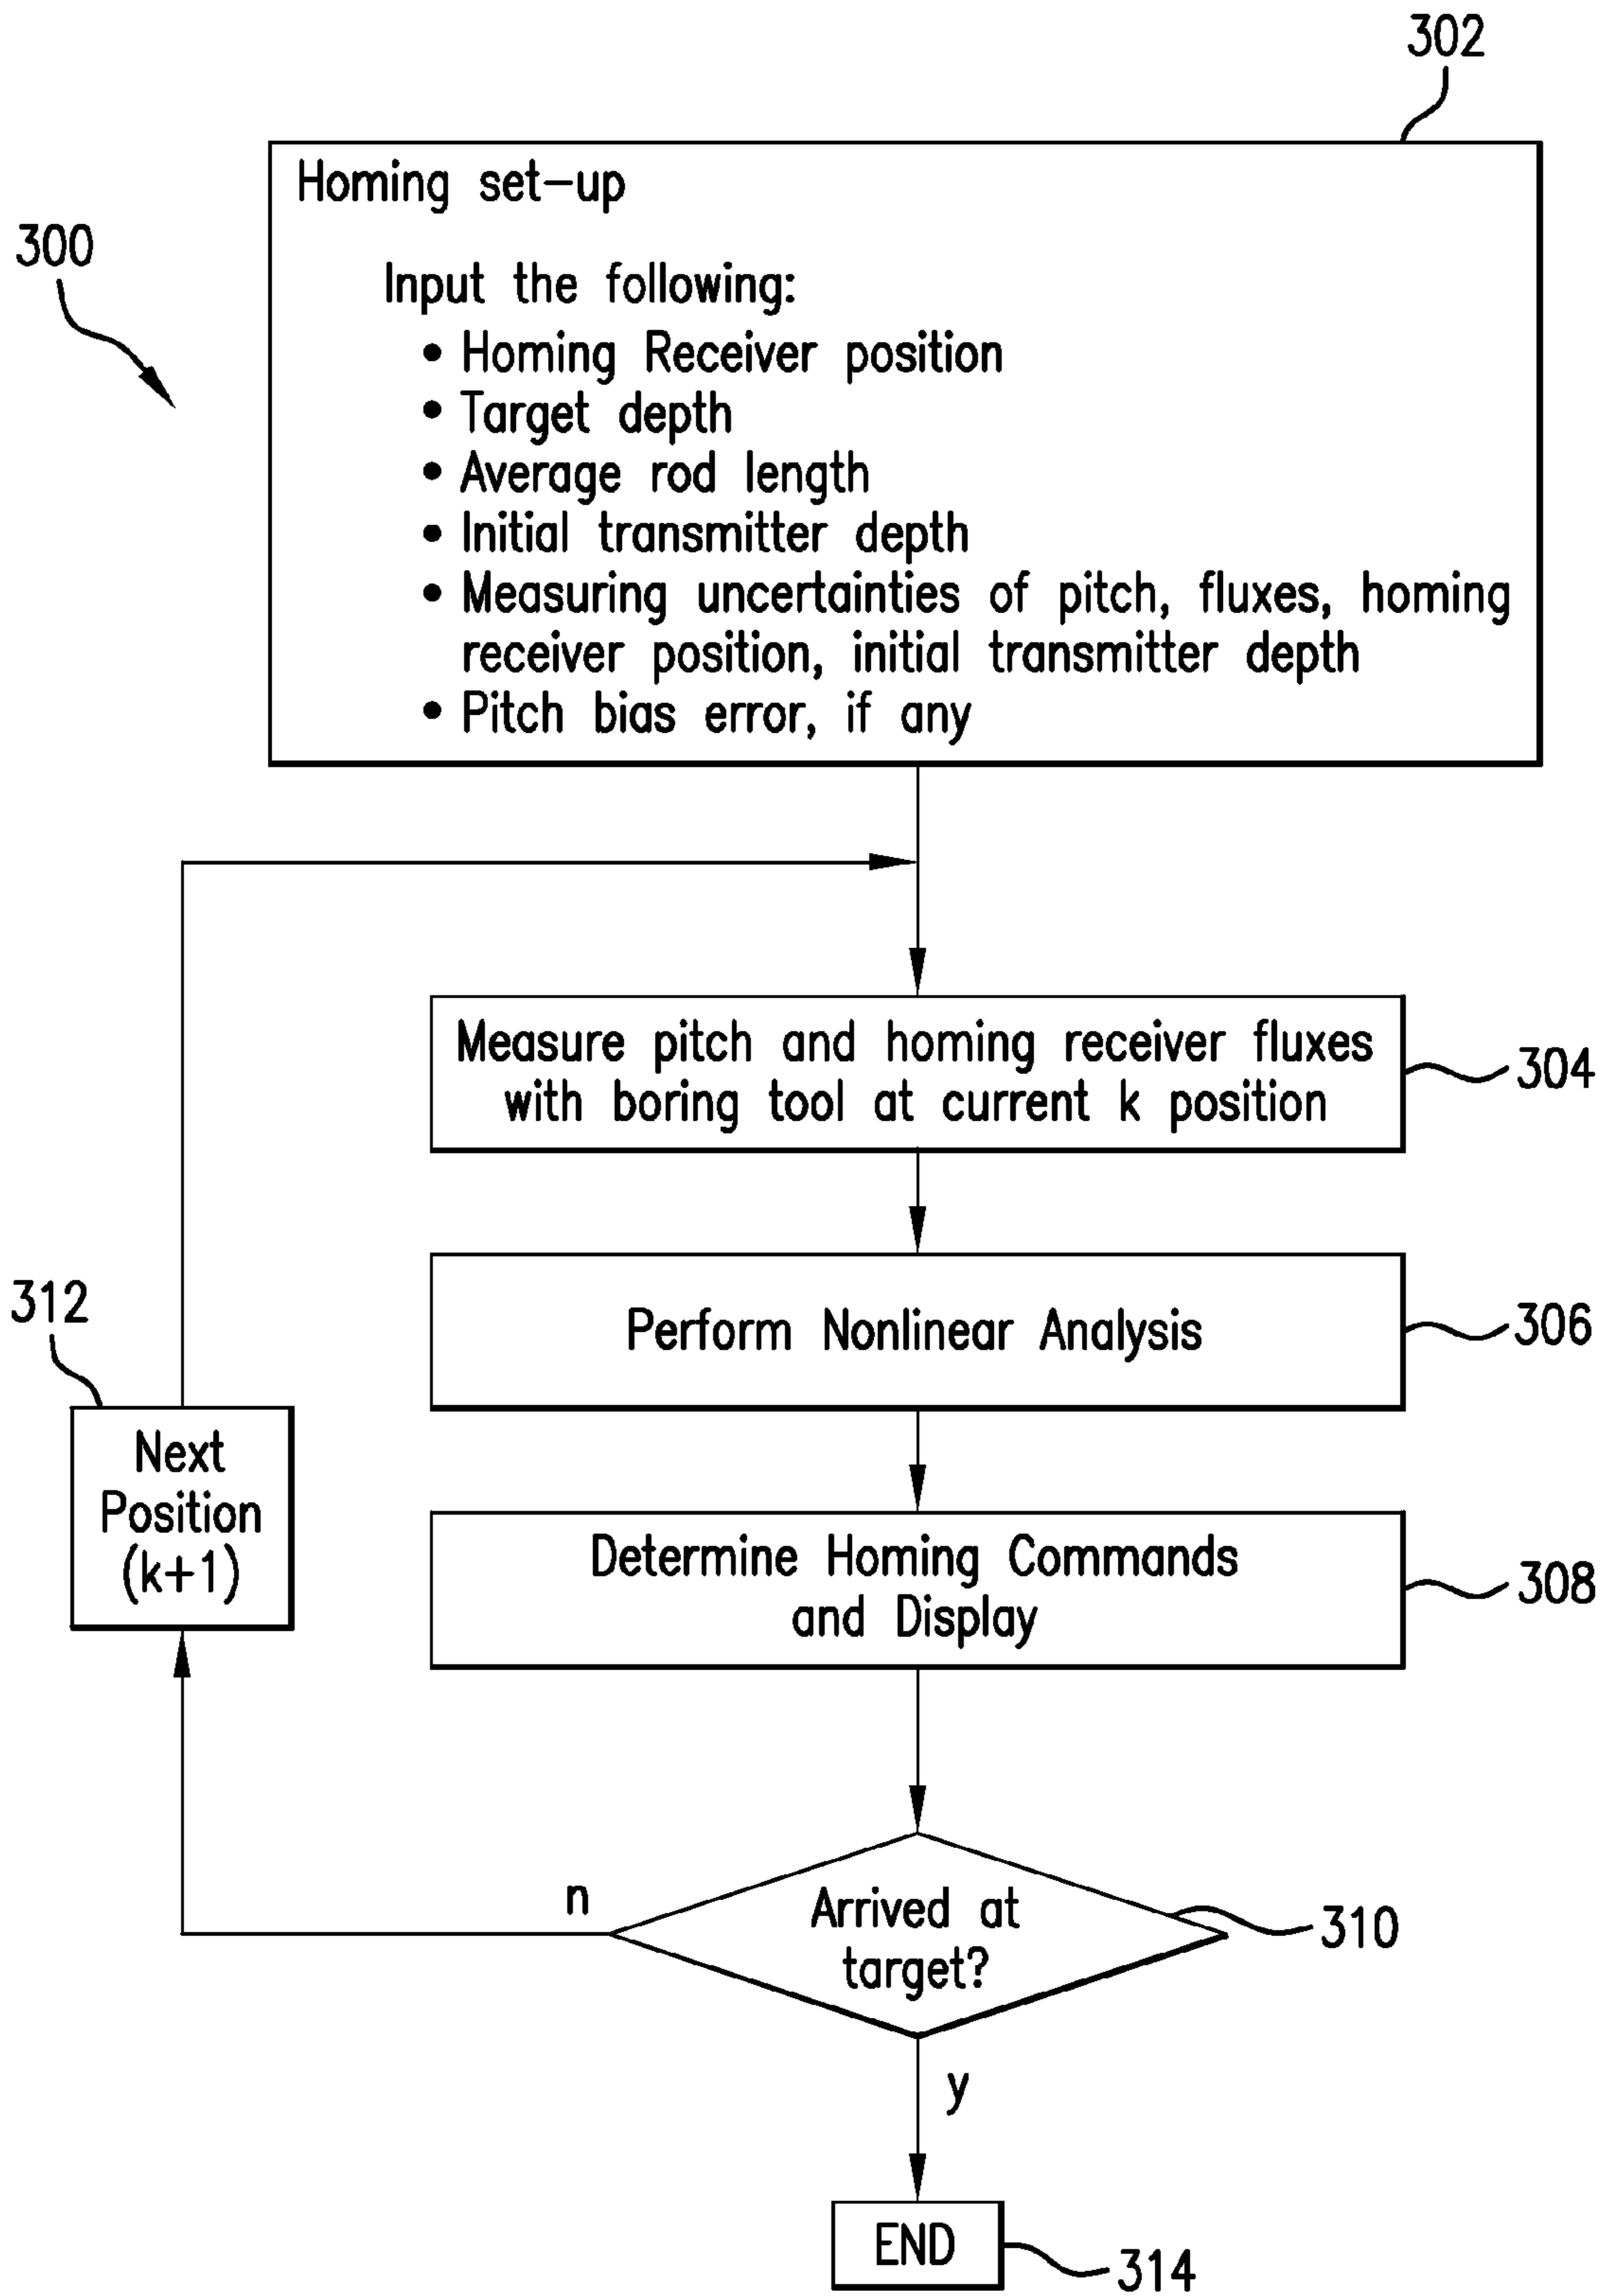 302
Homing set-up
300
Input the following:
• Homing Receiver position
• Target depth
• Average rod length
• Initial transmitter depth
• Measuring uncertainties of pitch, fluxes, homing
receiver position, initial transmitter depth
• Pitch bias error, if any
Measure pitch and homing receiver fluxes
with boring tool at current k position
304
Perform Nonlinear Analysis
306
312
Next
Position
(k+1)
Determine Homing Commands
and Display
308
n
Arrived at
target?
310
y
END
314